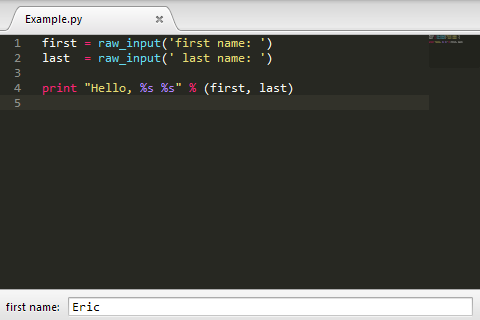 Example.py
1 first = raw_input('first name: ')
2 last  = raw_input(' last name: ')
3
4 print "Hello, %s %s" % (first, last)
5
first name: Eric